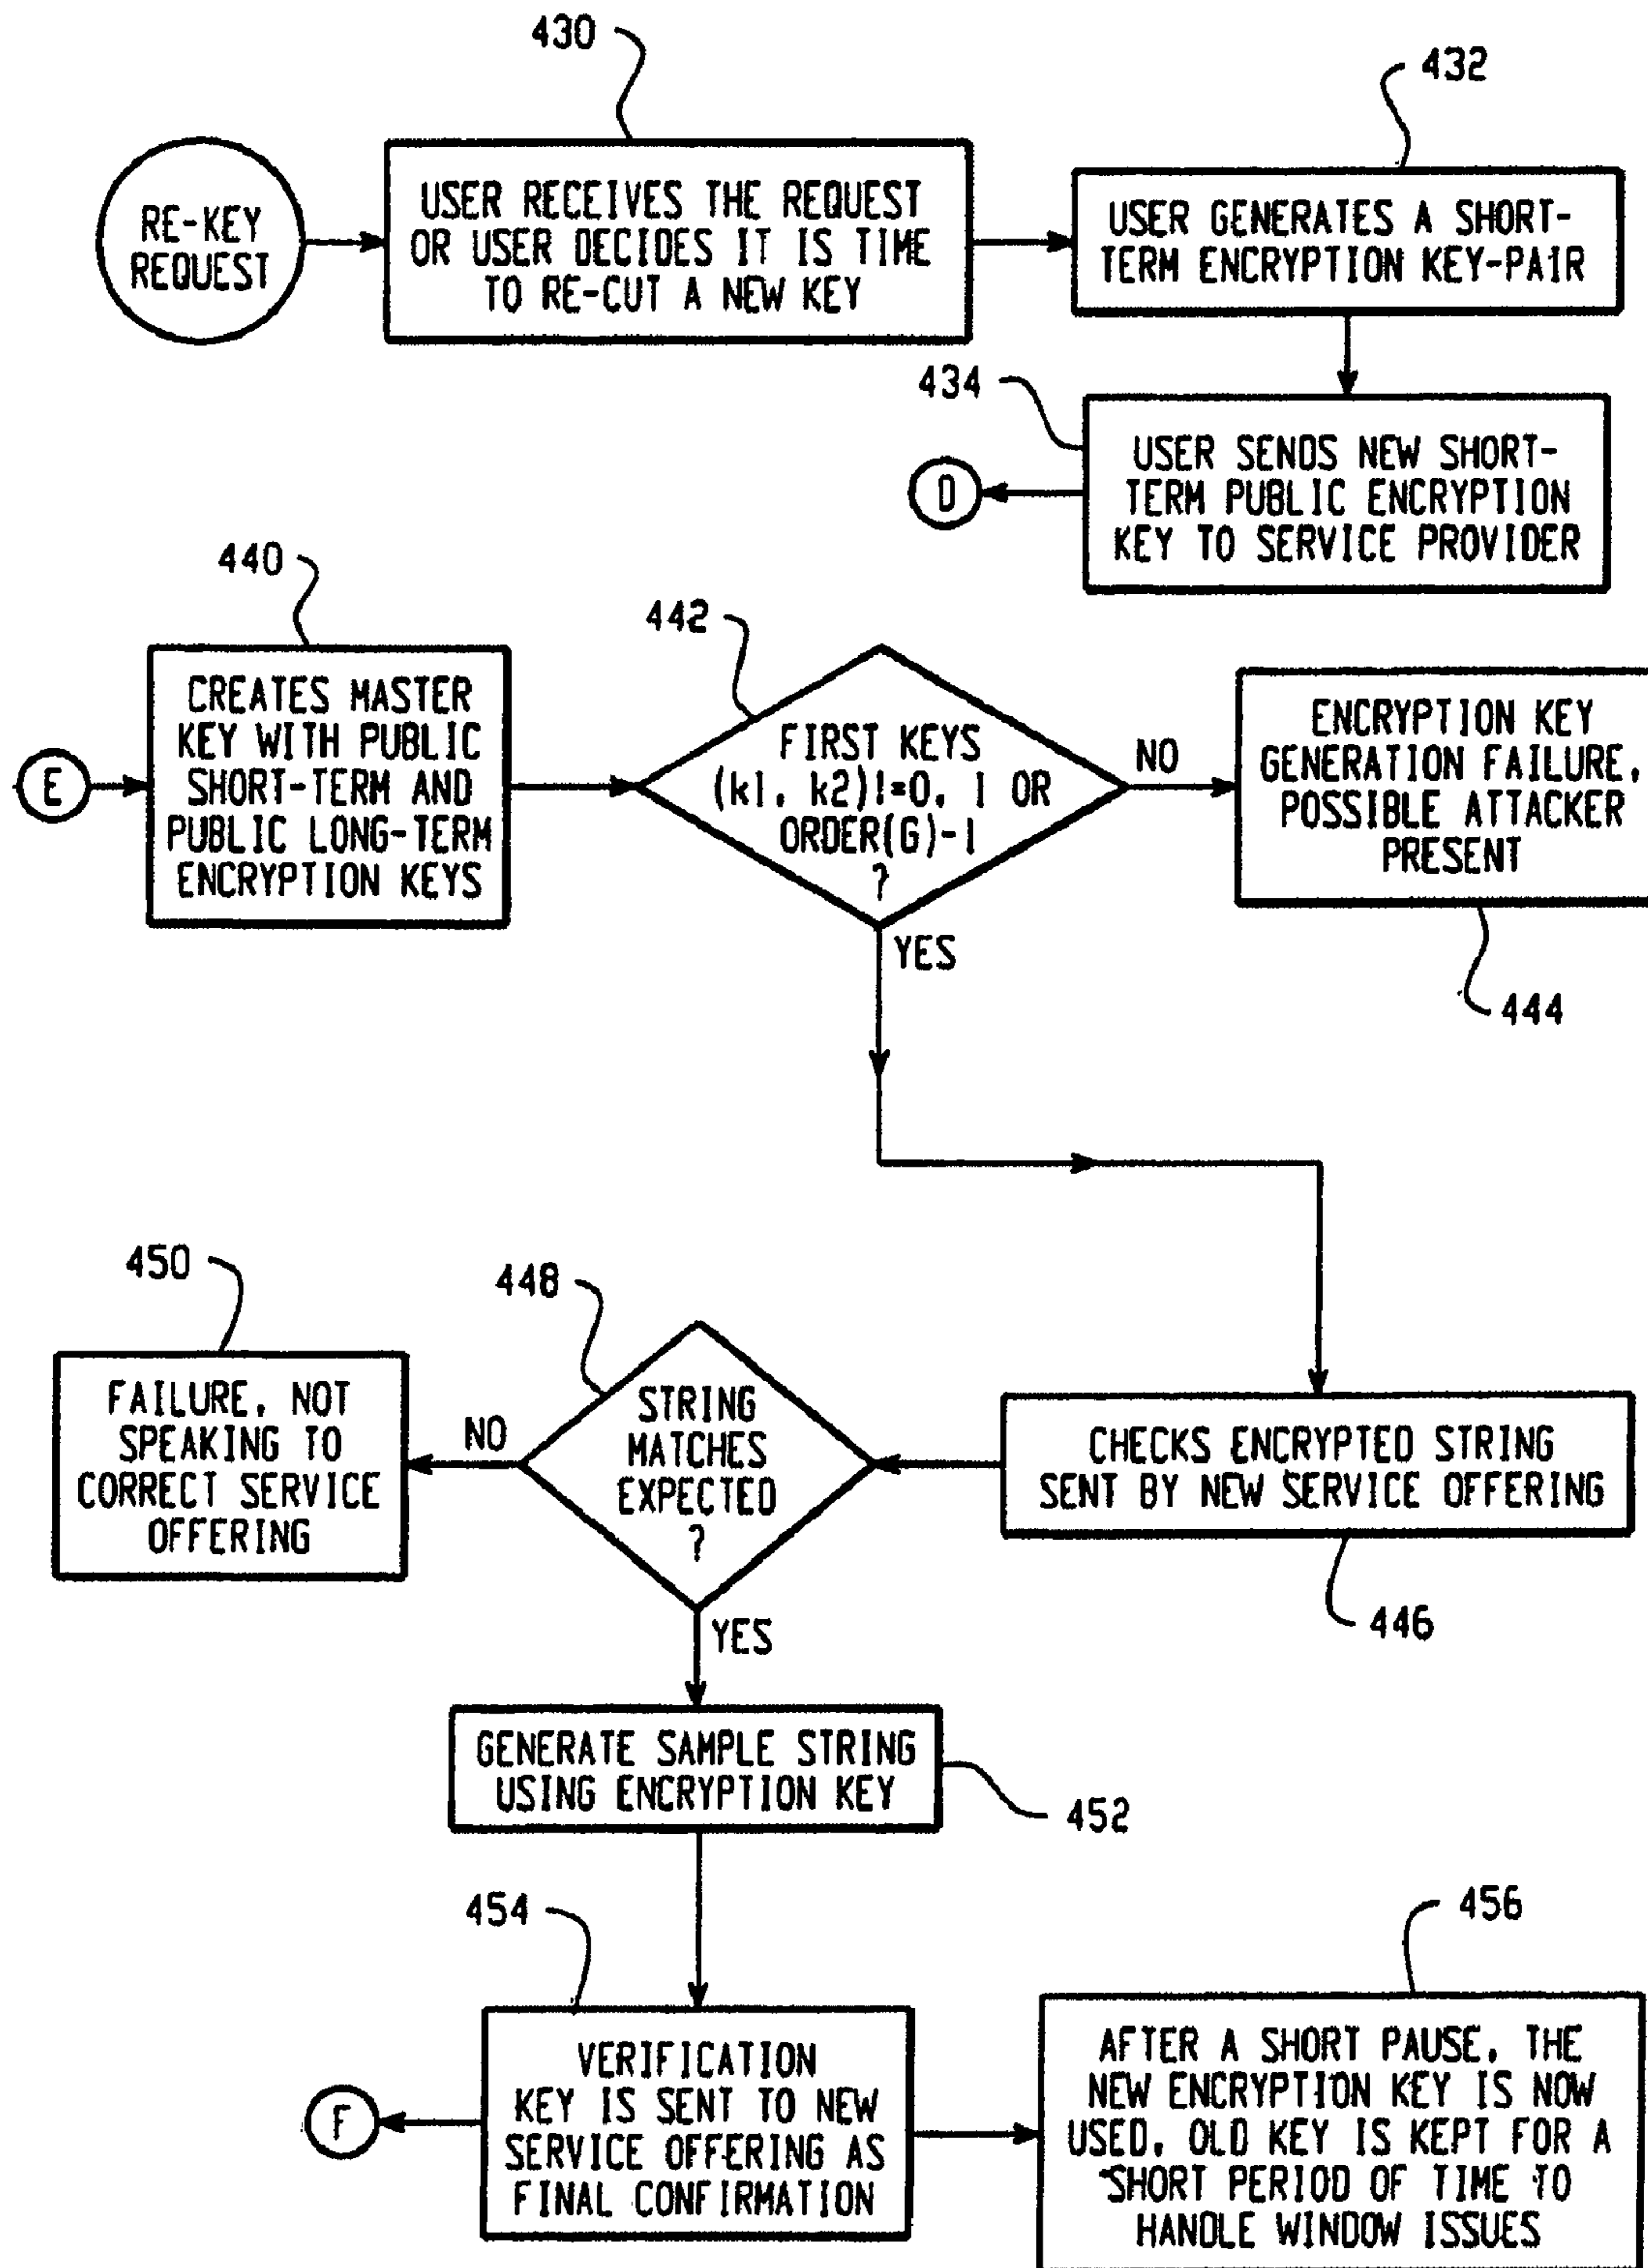 430
432
RE-KEY
REQUEST
USER RECEIVES THE REQUEST
OR USER DECIDES IT IS TIME
TO RE-CUT A NEW KEY
USER GENERATES A SHORT-
TERM ENCRYPTION KEY-PAIR
434
D
USER SENDS NEW SHORT-
TERM PUBLIC ENCRYPTION
KEY TO SERVICE PROVIDER
440
442
E
CREATES MASTER
KEY WITH PUBLIC
SHORT-TERM AND
PUBLIC LONG-TERM
ENCRYPTION KEYS
FIRST KEYS
(k1, k2)!=0, 1 OR
ORDER(G)-1
?
NO
YES
ENCRYPTION KEY
GENERATION FAILURE,
POSSIBLE ATTACKER
PRESENT
444
450
448
FAILURE, NOT
SPEAKING TO
CORRECT SERVICE
OFFERING
NO
STRING
MATCHES
EXPECTED
?
YES
CHECKS ENCRYPTED STRING
SENT BY NEW SERVICE OFFERING
446
GENERATE SAMPLE STRING
USING ENCRYPTION KEY
452
454
456
F
VERIFICATION
KEY IS SENT TO NEW
SERVICE OFFERING AS
FINAL CONFIRMATION
AFTER A SHORT PAUSE, THE
NEW ENCRYPTION KEY IS NOW
USED. OLD KEY IS KEPT FOR A
SHORT PERIOD OF TIME TO
HANDLE WINDOW ISSUES